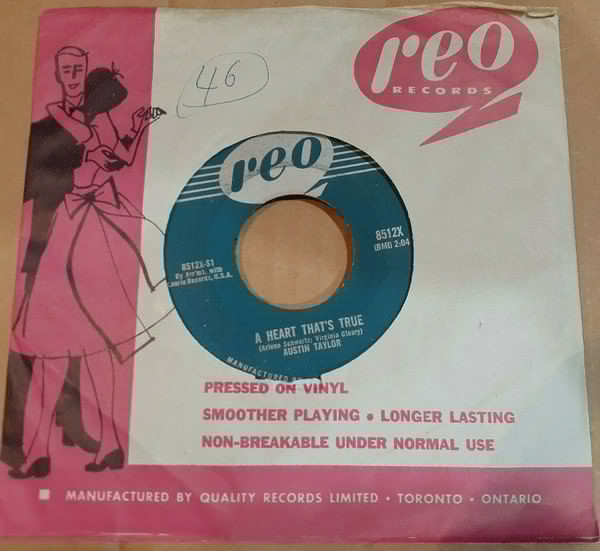 reo
RECORDS
46
reo
8512X
(BMI) 2:04
8512X-S1
By Arr'mt. with
Laurie Records, U.S.A.
A HEART THAT'S TRUE
(Arlene Schwartz; Virginia Cleary)
AUSTIN TAYLOR
MANUFACTURED BY
PRESSED ON VINYL
SMOOTHER PLAYING • LONGER LASTING
NON-BREAKABLE UNDER NORMAL USE
■ MANUFACTURED BY QUALITY RECORDS LIMITED • TORONTO • ONTARIO